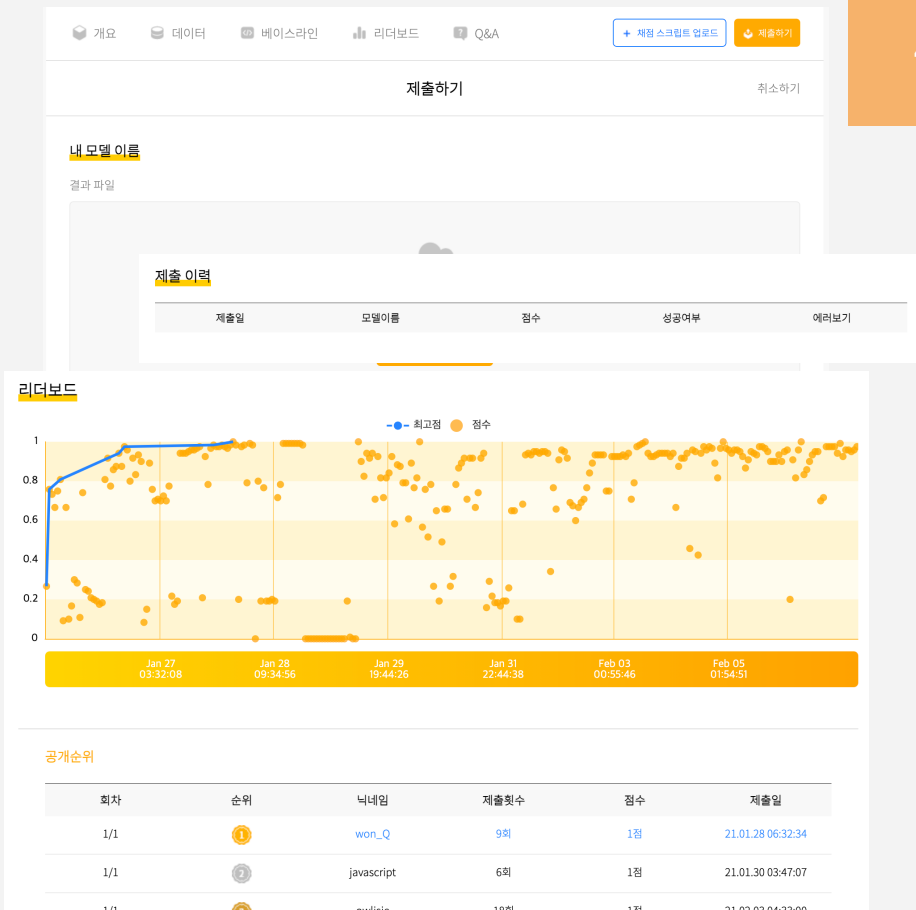 개요 데이터 베이스라인 리더보드 Q&A + 채점 스크립트 업로드 제출하기
제출하기 취소하기
내 모델 이름
결과 파일
제출 이력
제출일 모델이름 점수 성공여부 에러보기
리더보드
최고점 점수
1
0.8
0.6
0.4
0.2
0
Jan 27 Jan 28 Jan 29 Jan 31 Feb 03 Feb 05
03:32:08 09:34:56 19:44:26 22:44:38 00:55:46 01:54:51
공개순위
회차 순위 닉네임 제출횟수 점수 제출일
1/1 1 won_Q 9회 1점 21.01.28 06:32:34
1/1 2 javascript 6회 1점 21.01.30 03:47:07